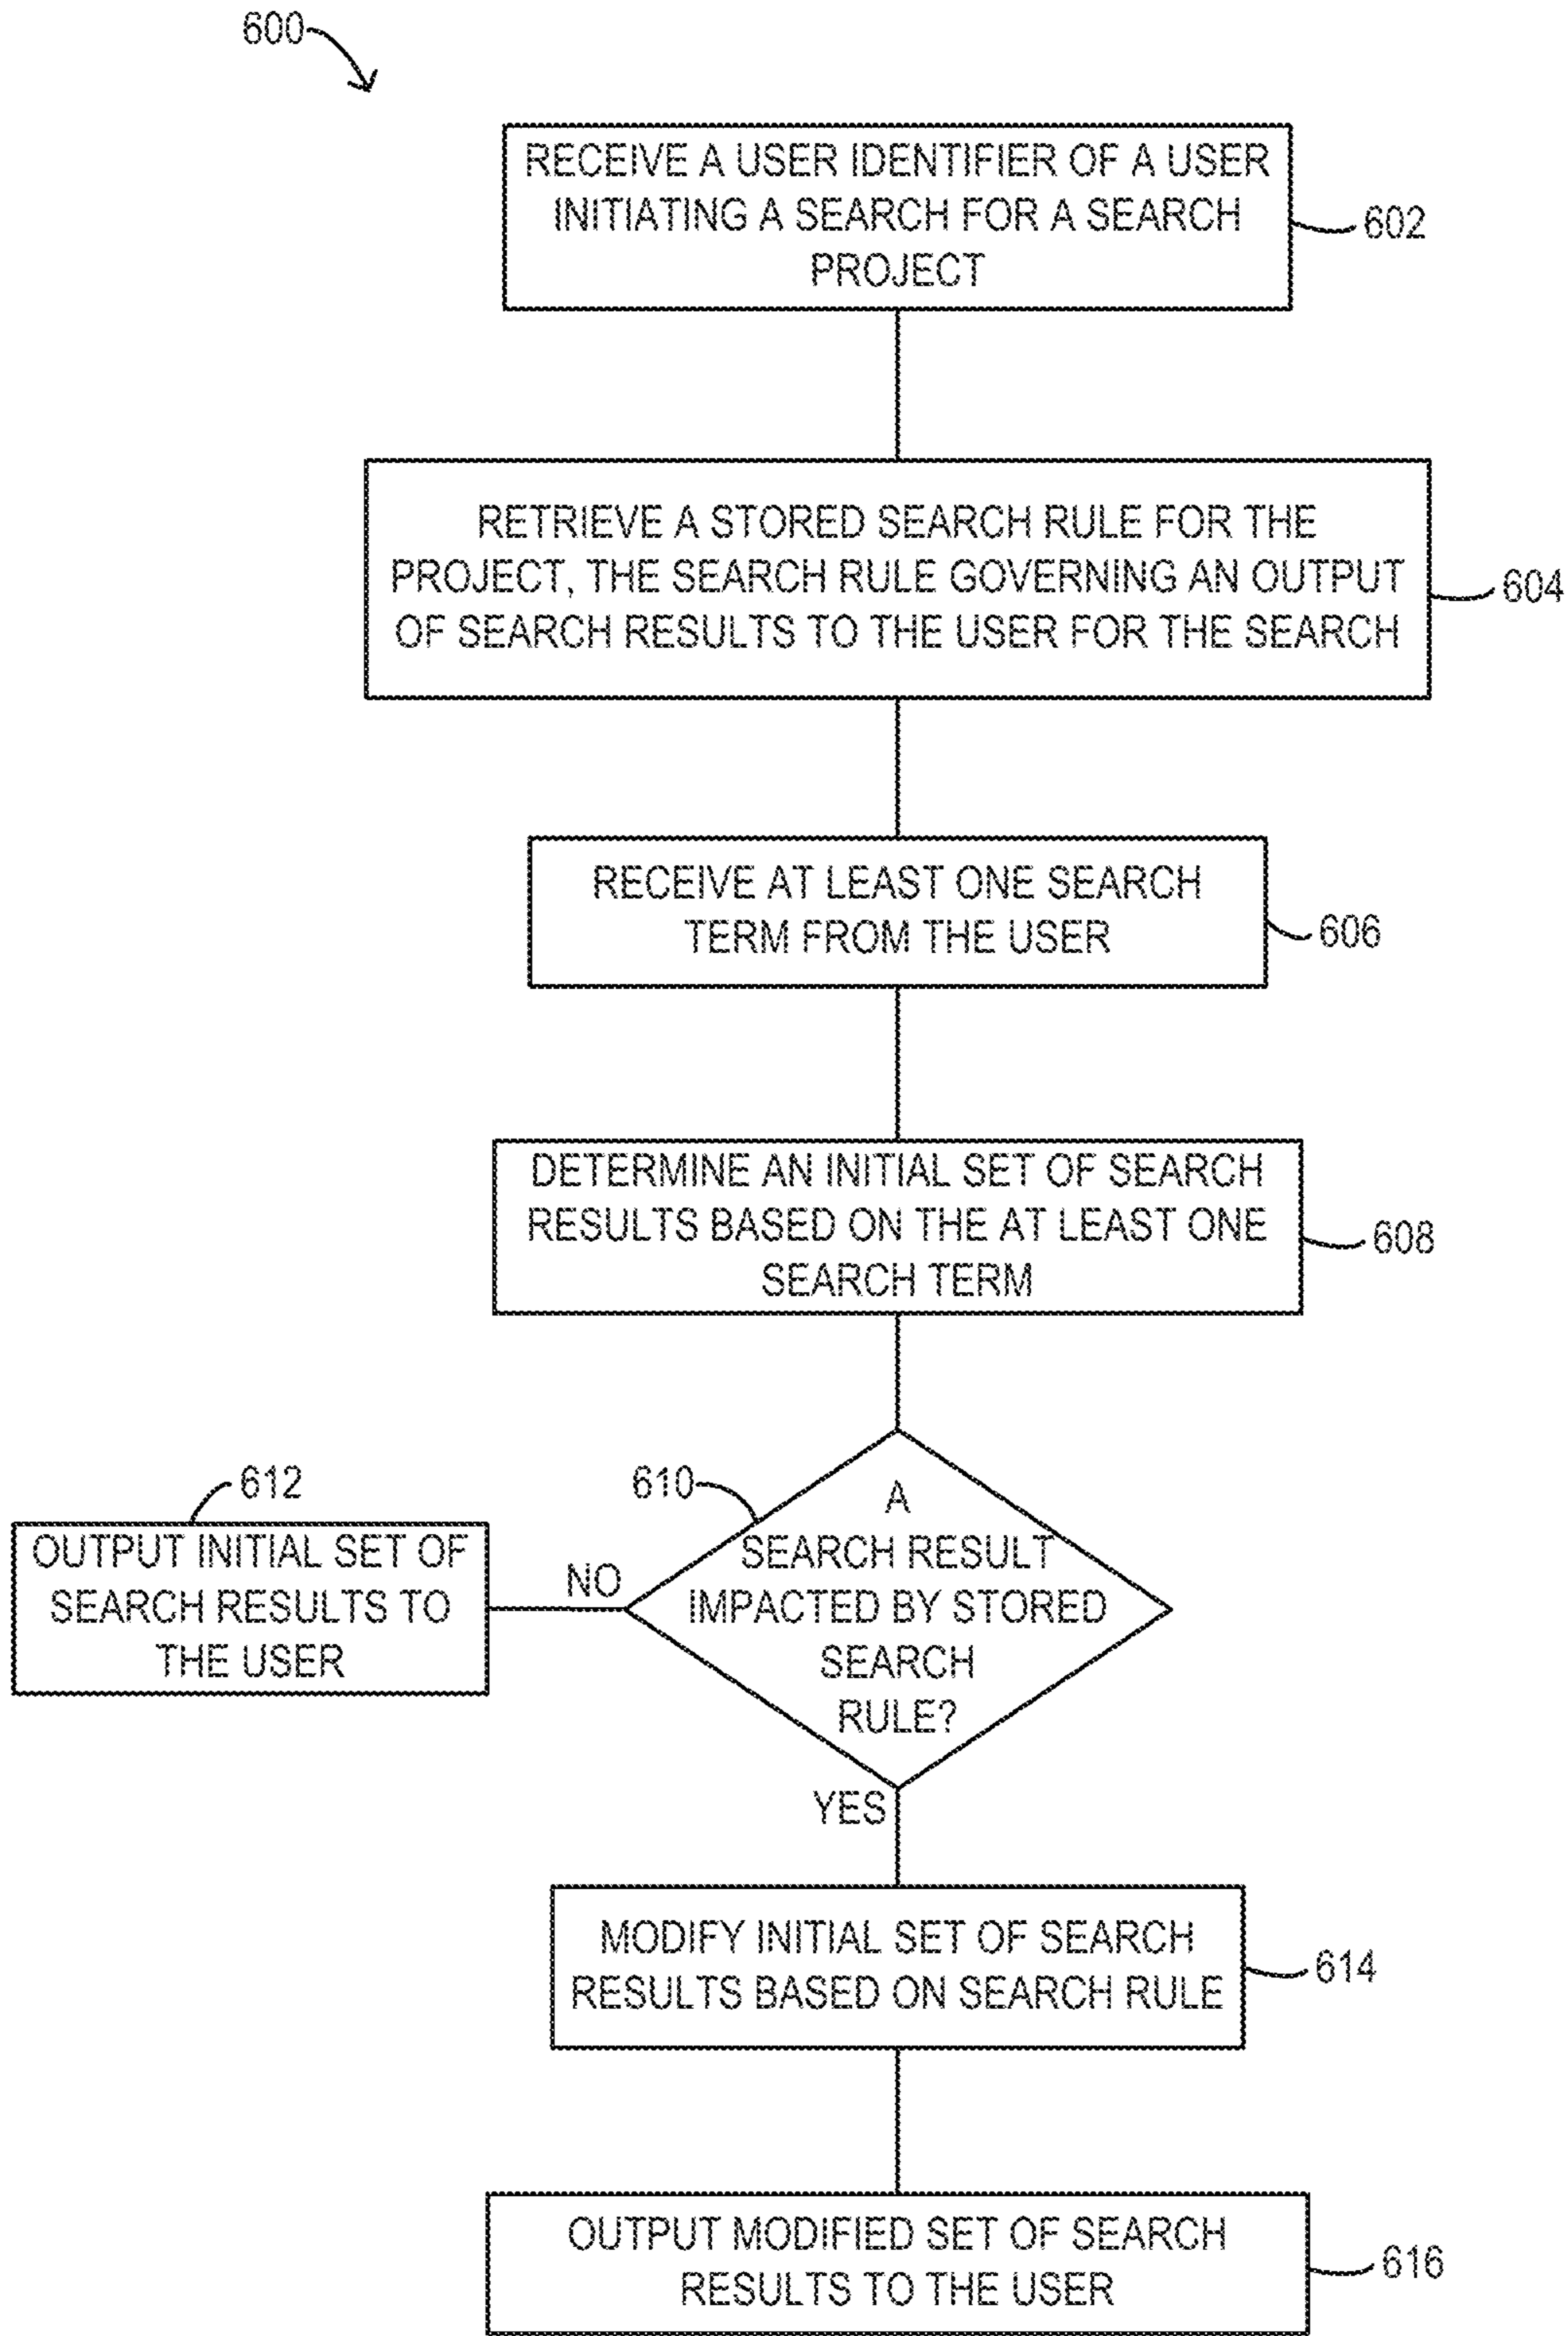 600
RECEIVE A USER IDENTIFIER OF A USER
INITIATING A SEARCH FOR A SEARCH
PROJECT
602
RETRIEVE A STORED SEARCH RULE FOR THE
PROJECT, THE SEARCH RULE GOVERNING AN OUTPUT
OF SEARCH RESULTS TO THE USER FOR THE SEARCH
604
RECEIVE AT LEAST ONE SEARCH
TERM FROM THE USER
606
DETERMINE AN INITIAL SET OF SEARCH
RESULTS BASED ON THE AT LEAST ONE
SEARCH TERM
608
610
A
SEARCH RESULT
IMPACTED BY STORED
SEARCH
RULE?
NO
612
OUTPUT INITIAL SET OF
SEARCH RESULTS TO
THE USER
YES
MODIFY INITIAL SET OF SEARCH
RESULTS BASED ON SEARCH RULE
614
OUTPUT MODIFIED SET OF SEARCH
RESULTS TO THE USER
616